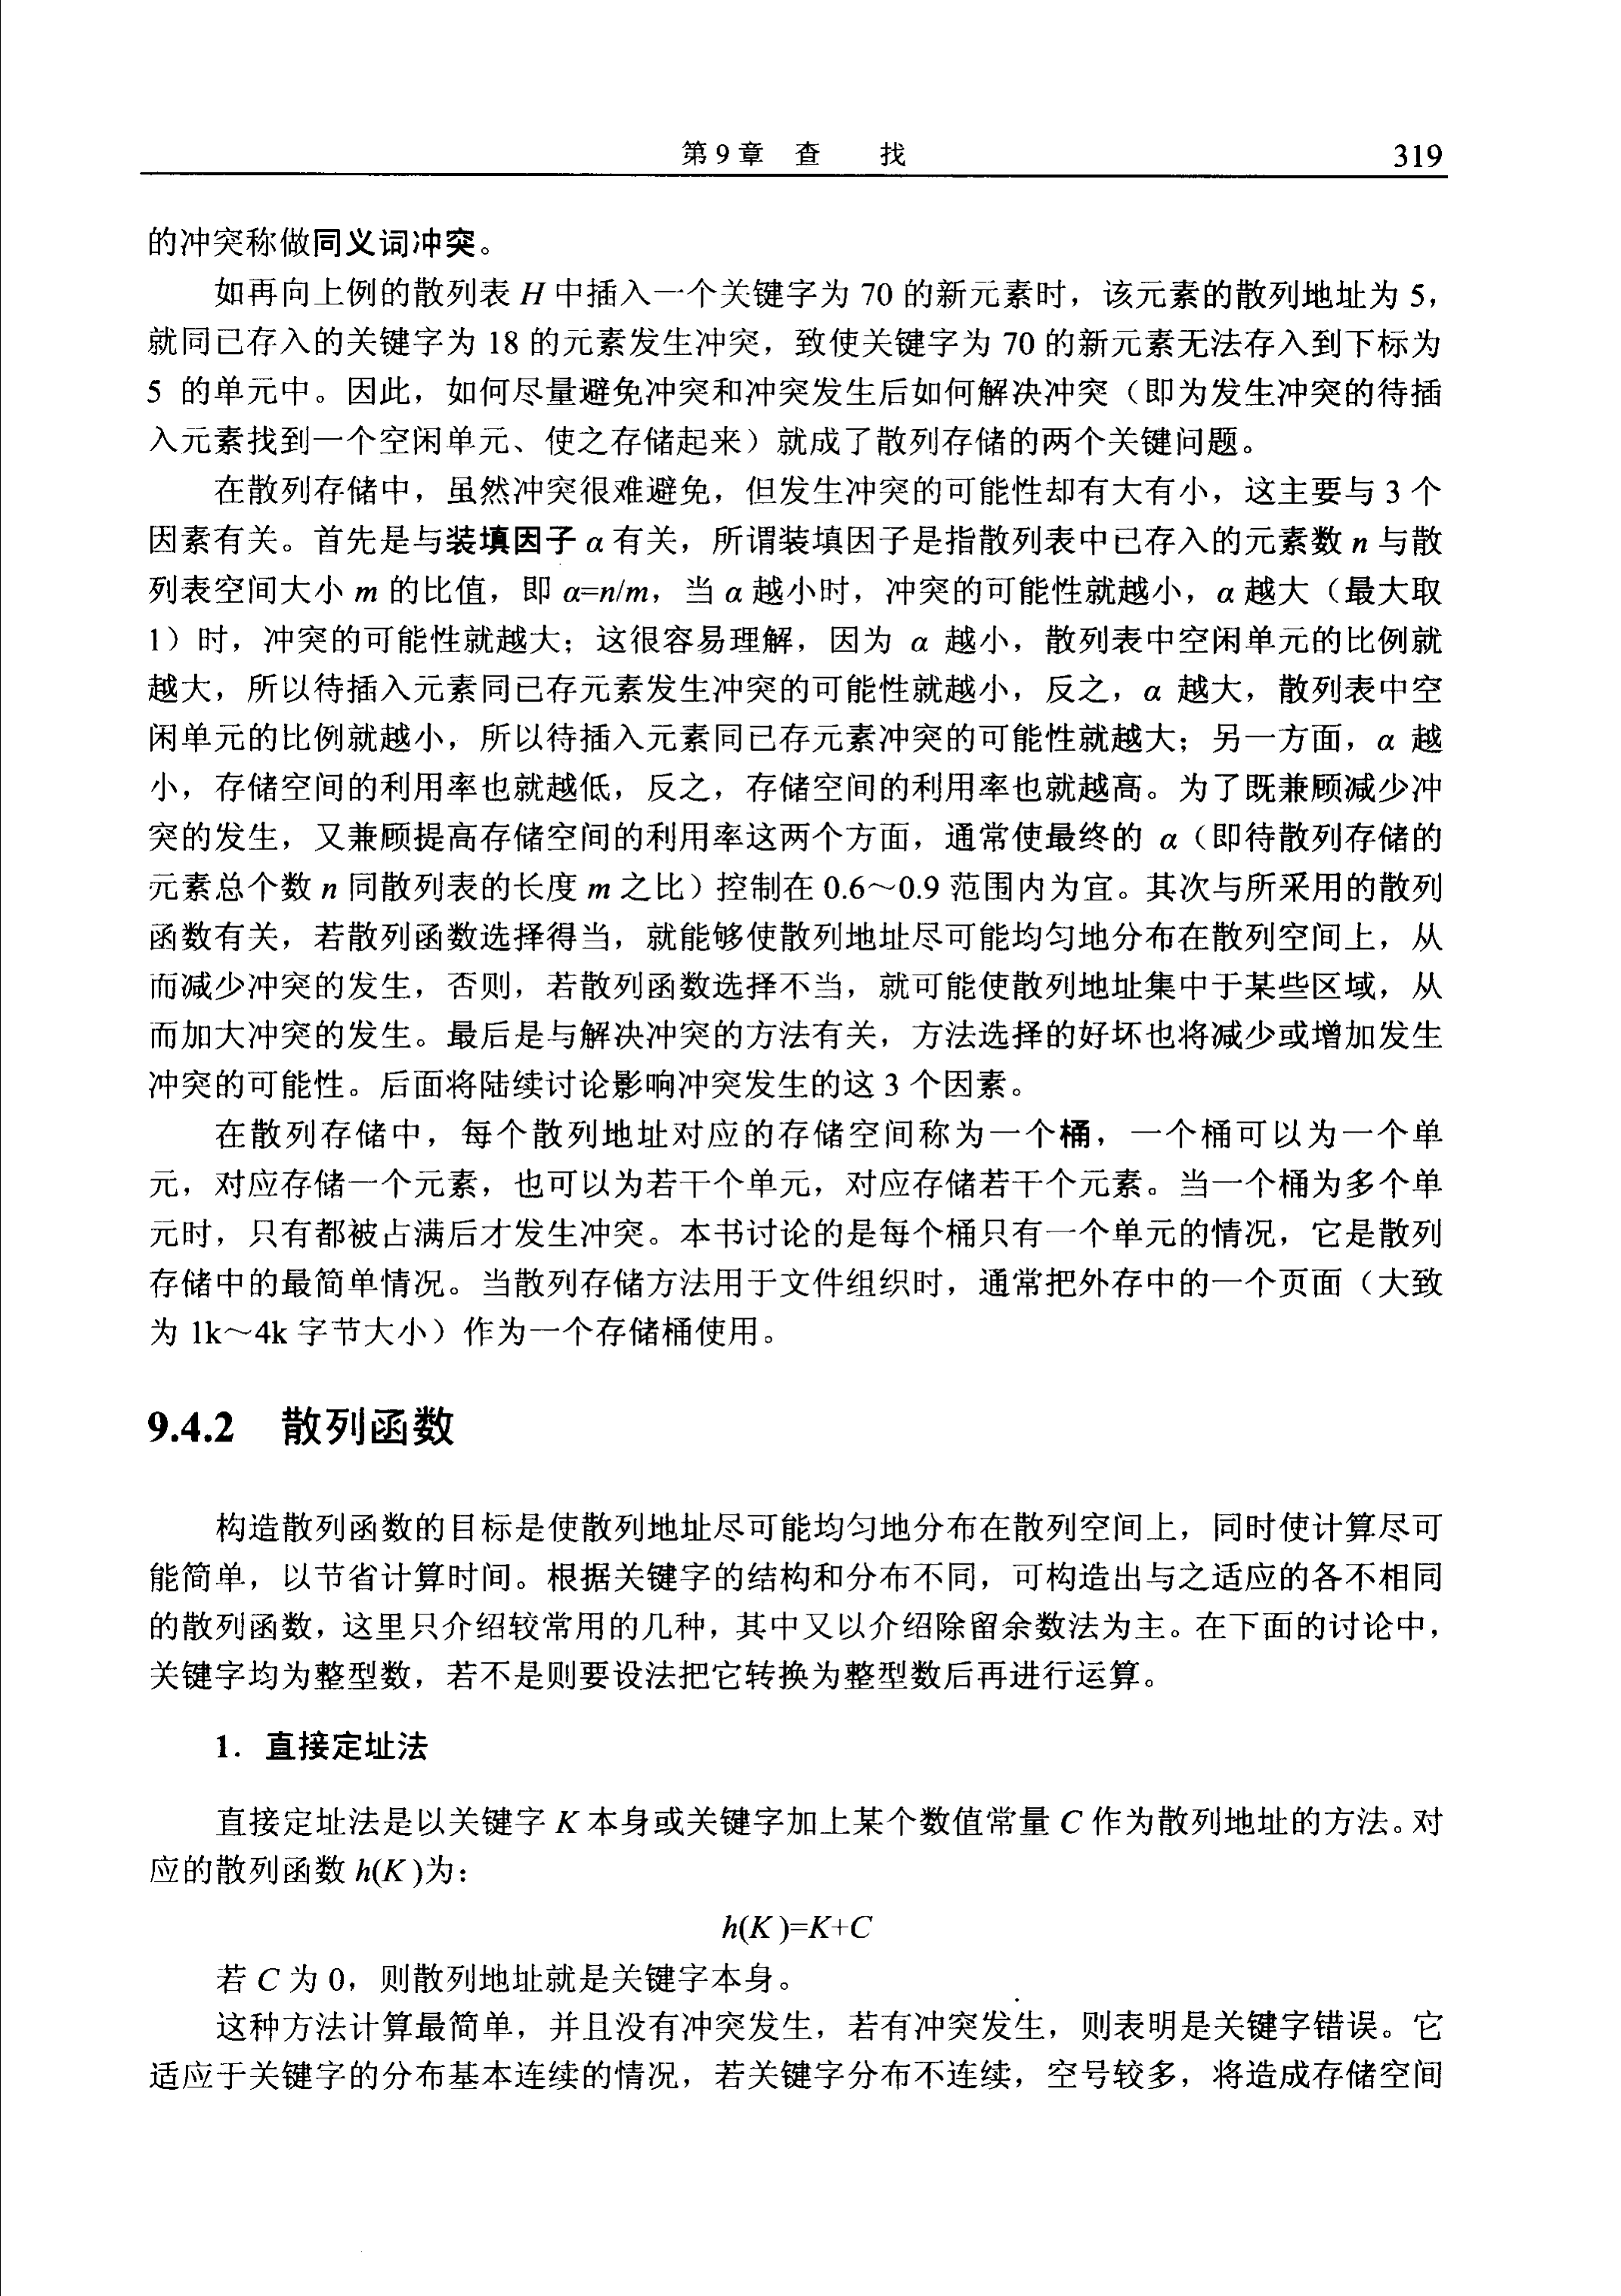 第9章 查 找 319
的冲突称做同义词冲突。
如再向上例的散列表 H 中插入一个关键字为 70 的新元素时，该元素的散列地址为 5，
就同已存入的关键字为 18 的元素发生冲突，致使关键字为 70 的新元素无法存入到下标为
5 的单元中。因此，如何尽量避免冲突和冲突发生后如何解决冲突（即为发生冲突的待插
入元素找到一个空闲单元、使之存储起来）就成了散列存储的两个关键问题。
在散列存储中，虽然冲突很难避免，但发生冲突的可能性却有大有小，这主要与 3 个
因素有关。首先是与装填因子 α 有关，所谓装填因子是指散列表中已存入的元素数 n 与散
列表空间大小 m 的比值，即 α=n/m，当 α 越小时，冲突的可能性就越小，α 越大（最大取
1）时，冲突的可能性就越大；这很容易理解，因为 α 越小，散列表中空闲单元的比例就
越大，所以待插入元素同已存元素发生冲突的可能性就越小，反之，α 越大，散列表中空
闲单元的比例就越小，所以待插入元素同已存元素冲突的可能性就越大；另一方面，α 越
小，存储空间的利用率也就越低，反之，存储空间的利用率也就越高。为了既兼顾减少冲
突的发生，又兼顾提高存储空间的利用率这两个方面，通常使最终的 α（即待散列存储的
元素总个数 n 同散列表的长度 m 之比）控制在 0.6～0.9 范围内为宜。其次与所采用的散列
函数有关，若散列函数选择得当，就能够使散列地址尽可能均匀地分布在散列空间上，从
而减少冲突的发生，否则，若散列函数选择不当，就可能使散列地址集中于某些区域，从
而加大冲突的发生。最后是与解决冲突的方法有关，方法选择的好坏也将减少或增加发生
冲突的可能性。后面将陆续讨论影响冲突发生的这 3 个因素。
在散列存储中，每个散列地址对应的存储空间称为一个桶，一个桶可以为一个单
元，对应存储一个元素，也可以为若干个单元，对应存储若干个元素。当一个桶为多个单
元时，只有都被占满后才发生冲突。本书讨论的是每个桶只有一个单元的情况，它是散列
存储中的最简单情况。当散列存储方法用于文件组织时，通常把外存中的一个页面（大致
为 1k～4k 字节大小）作为一个存储桶使用。
9.4.2 散列函数
构造散列函数的目标是使散列地址尽可能均匀地分布在散列空间上，同时使计算尽可
能简单，以节省计算时间。根据关键字的结构和分布不同，可构造出与之适应的各不相同
的散列函数，这里只介绍较常用的几种，其中又以介绍除留余数法为主。在下面的讨论中，
关键字均为整型数，若不是则要设法把它转换为整型数后再进行运算。
1．直接定址法
直接定址法是以关键字 K 本身或关键字加上某个数值常量 C 作为散列地址的方法。对
应的散列函数 h(K)为：
h(K)=K+C
若 C 为 0，则散列地址就是关键字本身。
这种方法计算最简单，并且没有冲突发生，若有冲突发生，则表明是关键字错误。它
适应于关键字的分布基本连续的情况，若关键字分布不连续，空号较多，将造成存储空间